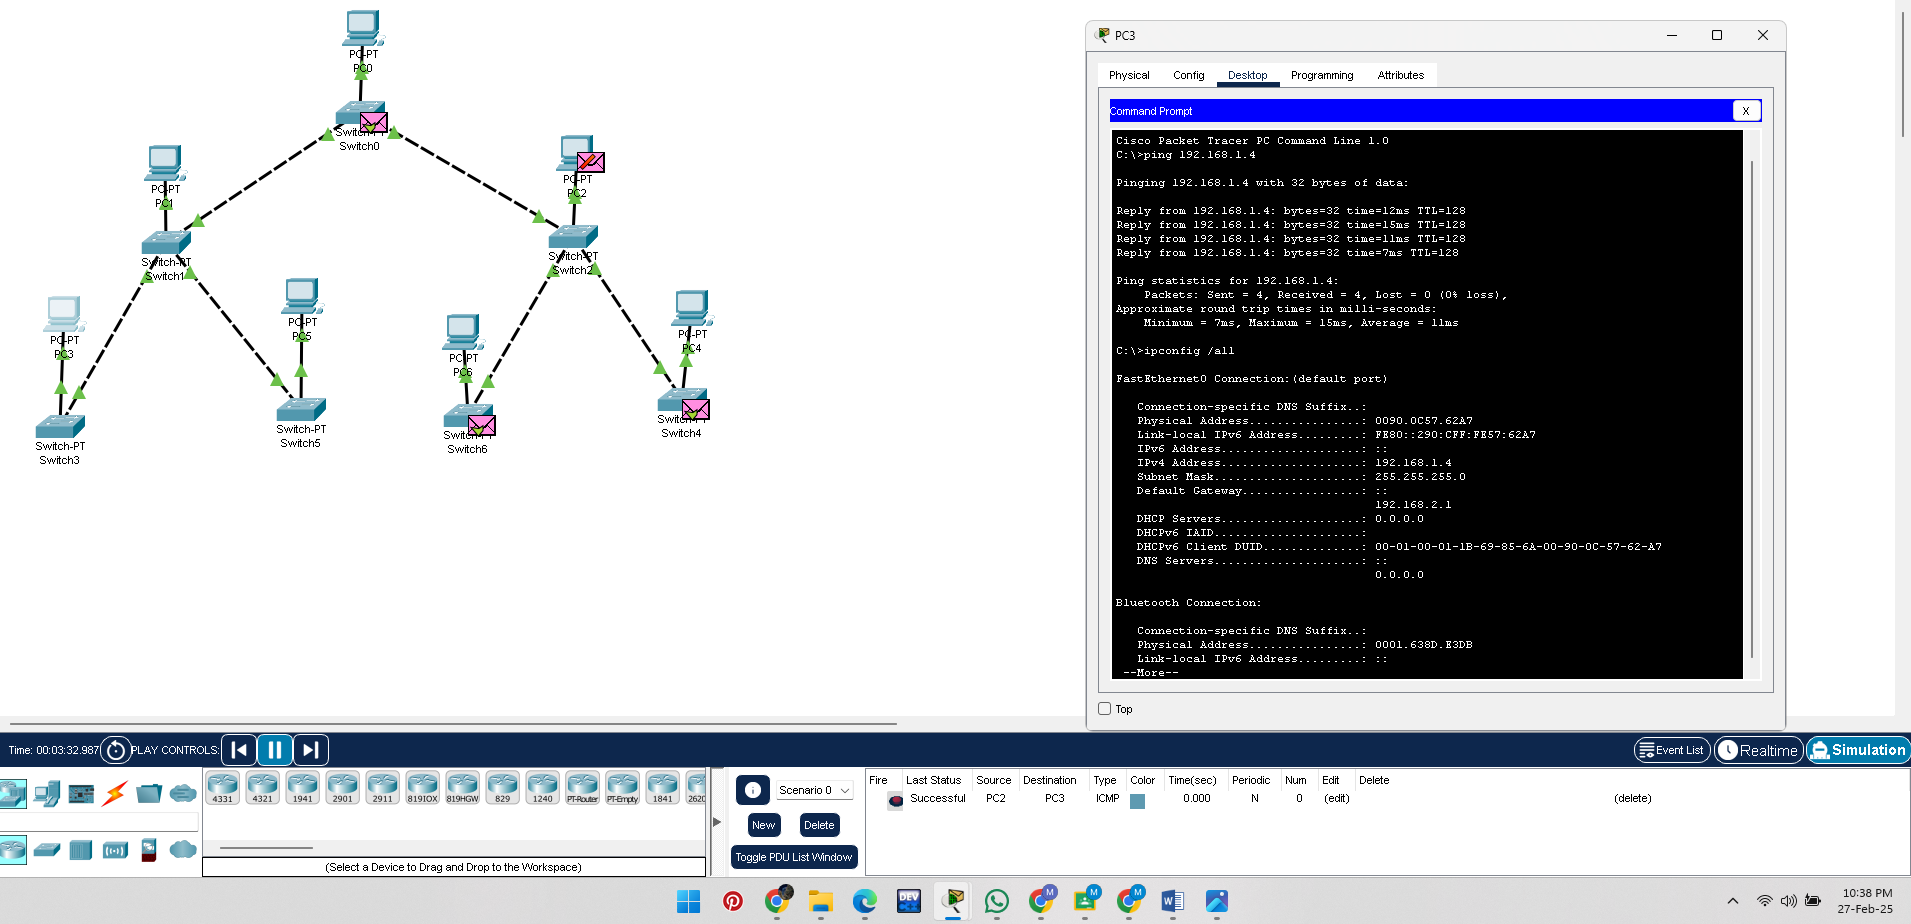 PC-PT
PC0
Switch-PT
Switch0
PC-PT
PC1
PC-PT
PC2
Switch-PT
Switch1
Switch-PT
Switch2
PC-PT
PC3
PC-PT
PC5
PC-PT
PC6
PC-PT
PC4
Switch-PT
Switch3
Switch-PT
Switch5
Switch-PT
Switch6
Switch-PT
Switch4
PC3
Physical Config Desktop Programming Attributes
Command Prompt X
Cisco Packet Tracer PC Command Line 1.0
C:\>ping 192.168.1.4
Pinging 192.168.1.4 with 32 bytes of data:
Reply from 192.168.1.4: bytes=32 time=12ms TTL=128
Reply from 192.168.1.4: bytes=32 time=15ms TTL=128
Reply from 192.168.1.4: bytes=32 time=11ms TTL=128
Reply from 192.168.1.4: bytes=32 time=7ms TTL=128
Ping statistics for 192.168.1.4:
Packets: Sent = 4, Received = 4, Lost = 0 (0% loss),
Approximate round trip times in milli-seconds:
Minimum = 7ms, Maximum = 15ms, Average = 11ms
C:\>ipconfig /all
FastEthernet0 Connection:(default port)
Connection-specific DNS Suffix..:
Physical Address................: 0090.0C57.62A7
Link-local IPv6 Address.........: FE80::290:CFF:FE57:62A7
IPv6 Address....................: ::
IPv4 Address....................: 192.168.1.4
Subnet Mask.....................: 255.255.255.0
Default Gateway.................: ::
192.168.2.1
DHCP Servers....................: 0.0.0.0
DHCPv6 IAID.....................:
DHCPv6 Client DUID..............: 00-01-00-01-1B-69-85-6A-00-90-0C-57-62-A7
DNS Servers.....................: ::
0.0.0.0
Bluetooth Connection:
Connection-specific DNS Suffix..:
Physical Address................: 0001.638D.E3DB
Link-local IPv6 Address.........: ::
--More--
Top
Time: 00:03:32.987 PLAY CONTROLS:
Event List Realtime Simulation
4331 4321 1941 2901 2911 819IOX 819HGW 829 1240 PT-Router PT-Empty 1841 2620
(Select a Device to Drag and Drop to the Workspace)
Scenario 0
New Delete
Toggle PDU List Window
Fire Last Status Source Destination Type Color Time(sec) Periodic Num Edit Delete
Successful PC2 PC3 ICMP 0.000 N 0 (edit) (delete)
DEV
M
M
M
W
10:38 PM
27-Feb-25